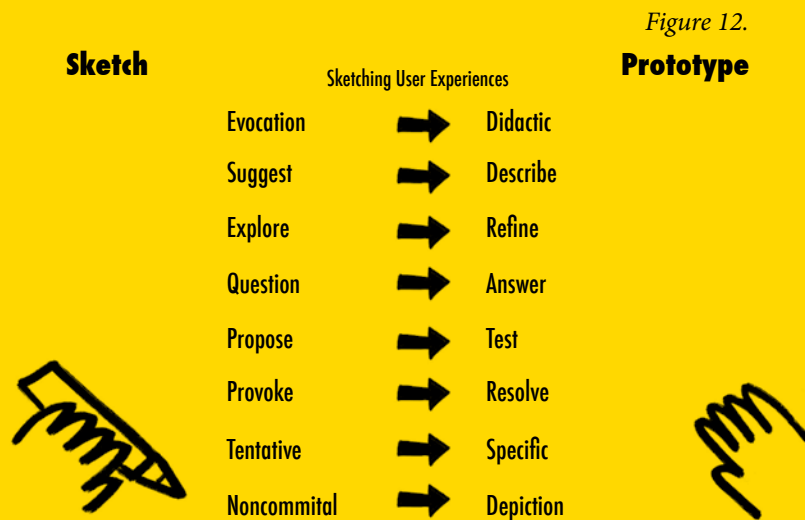 Figure 12.
Sketch
Prototype
Sketching User Experiences
Evocation Didactic
Suggest Describe
Explore Refine
Question Answer
Propose Test
Provoke Resolve
Tentative Specific
Noncommital Depiction